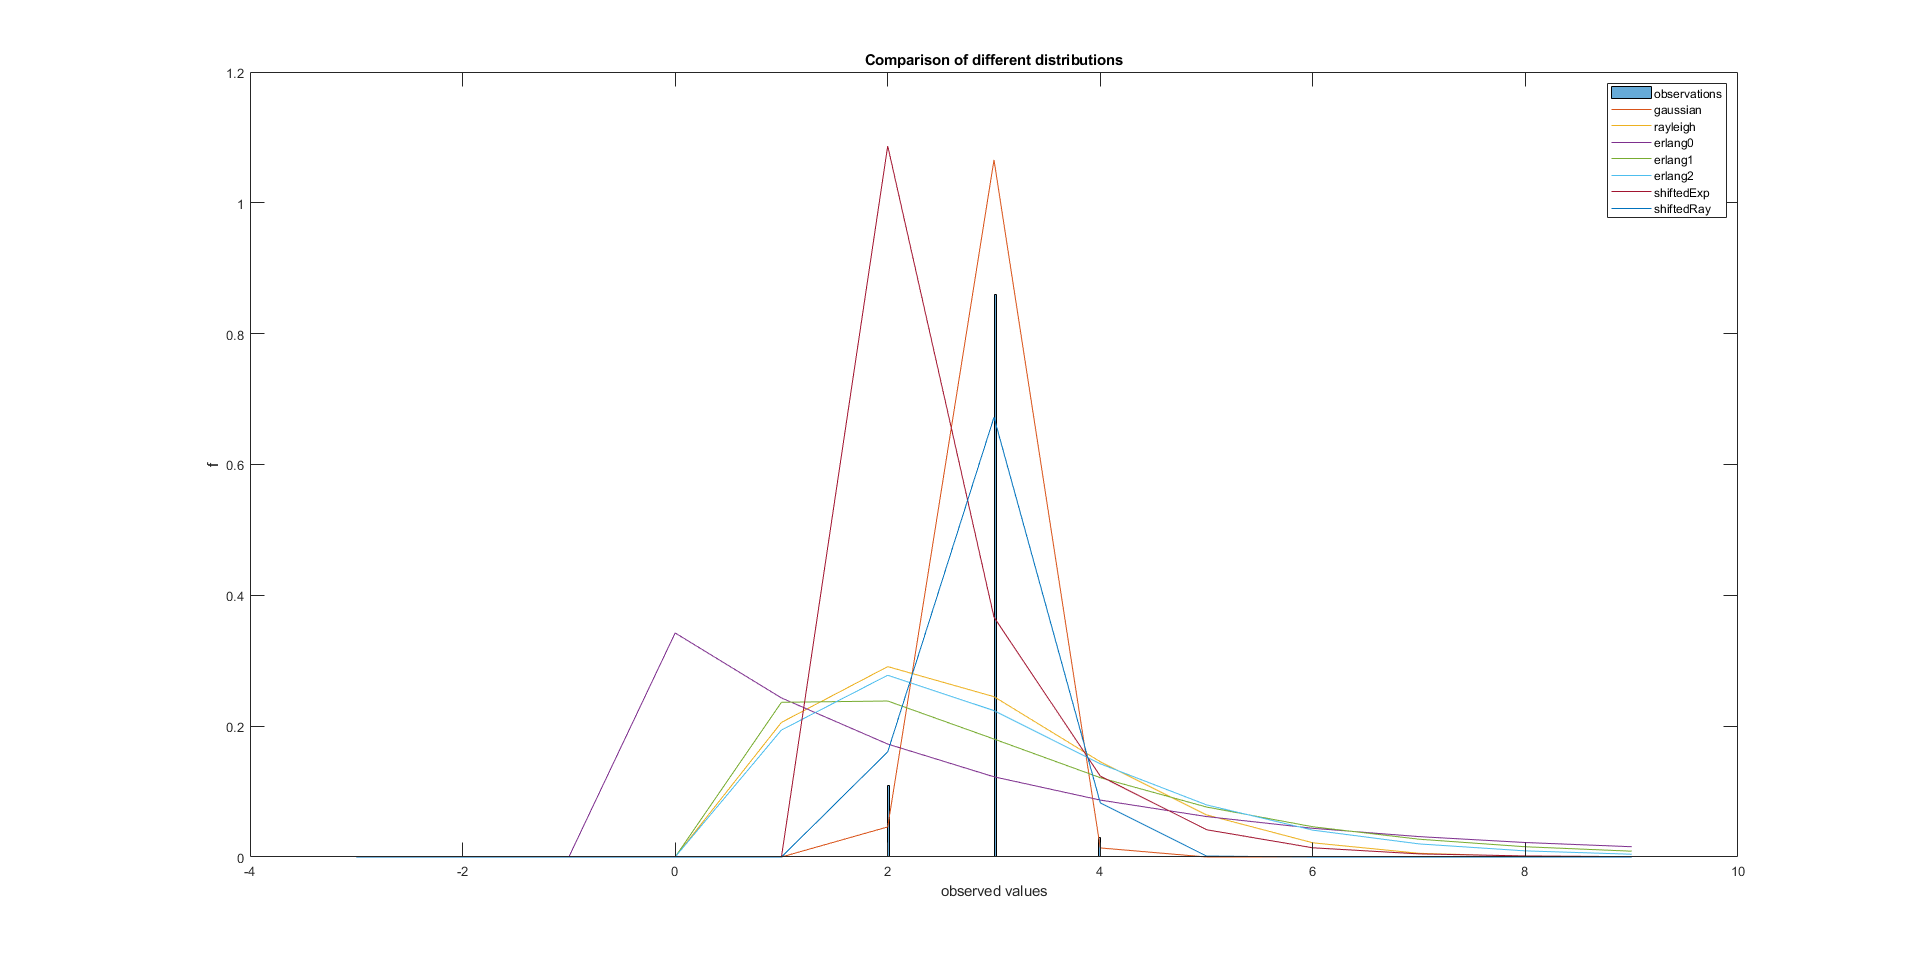 Comparison of different distributions
1.2
1
0.8
0.6
0.4
0.2
0
f
-4
-2
0
2
4
6
8
10
observed values
observations
gaussian
rayleigh
erlang0
erlang1
erlang2
shiftedExp
shiftedRay